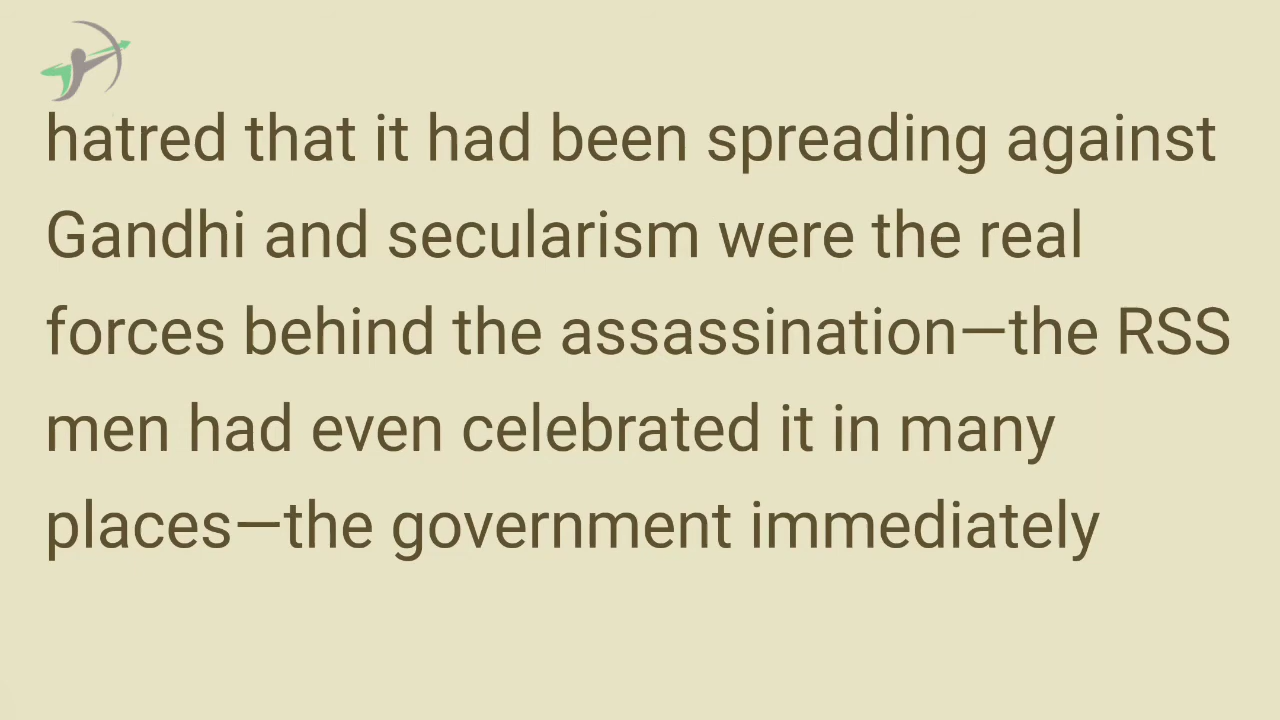 hatred that it had been spreading against
Gandhi and secularism were the real
forces behind the assassination—the RSS
men had even celebrated it in many
places—the government immediately